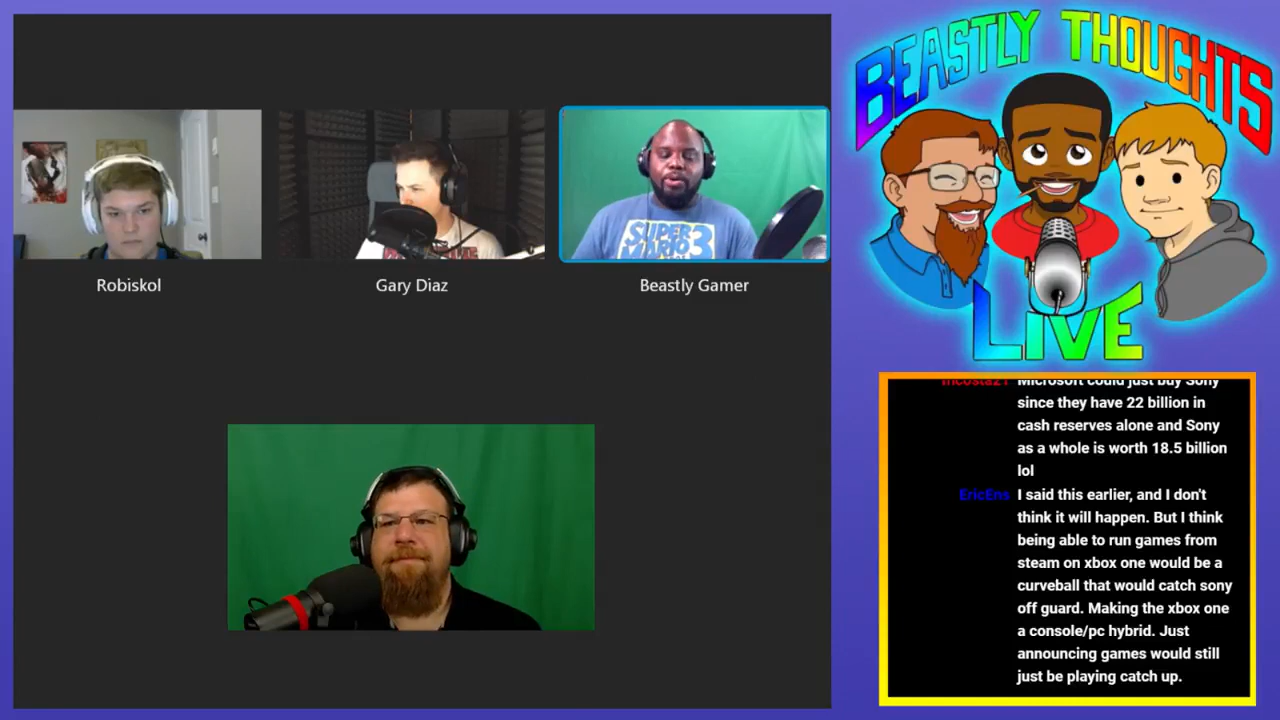 Robiskol
Gary Diaz
Beastly Gamer
SUPER
MARIO 3
BEASTLY THOUGHTS
LIVE
Microsoft could just buy Sony
since they have 22 billion in
cash reserves alone and Sony
as a whole is worth 18.5 billion
lol
EricEns I said this earlier, and I don't
think it will happen. But I think
being able to run games from
steam on xbox one would be a
curveball that would catch sony
off guard. Making the xbox one
a console/pc hybrid. Just
announcing games would still
just be playing catch up.